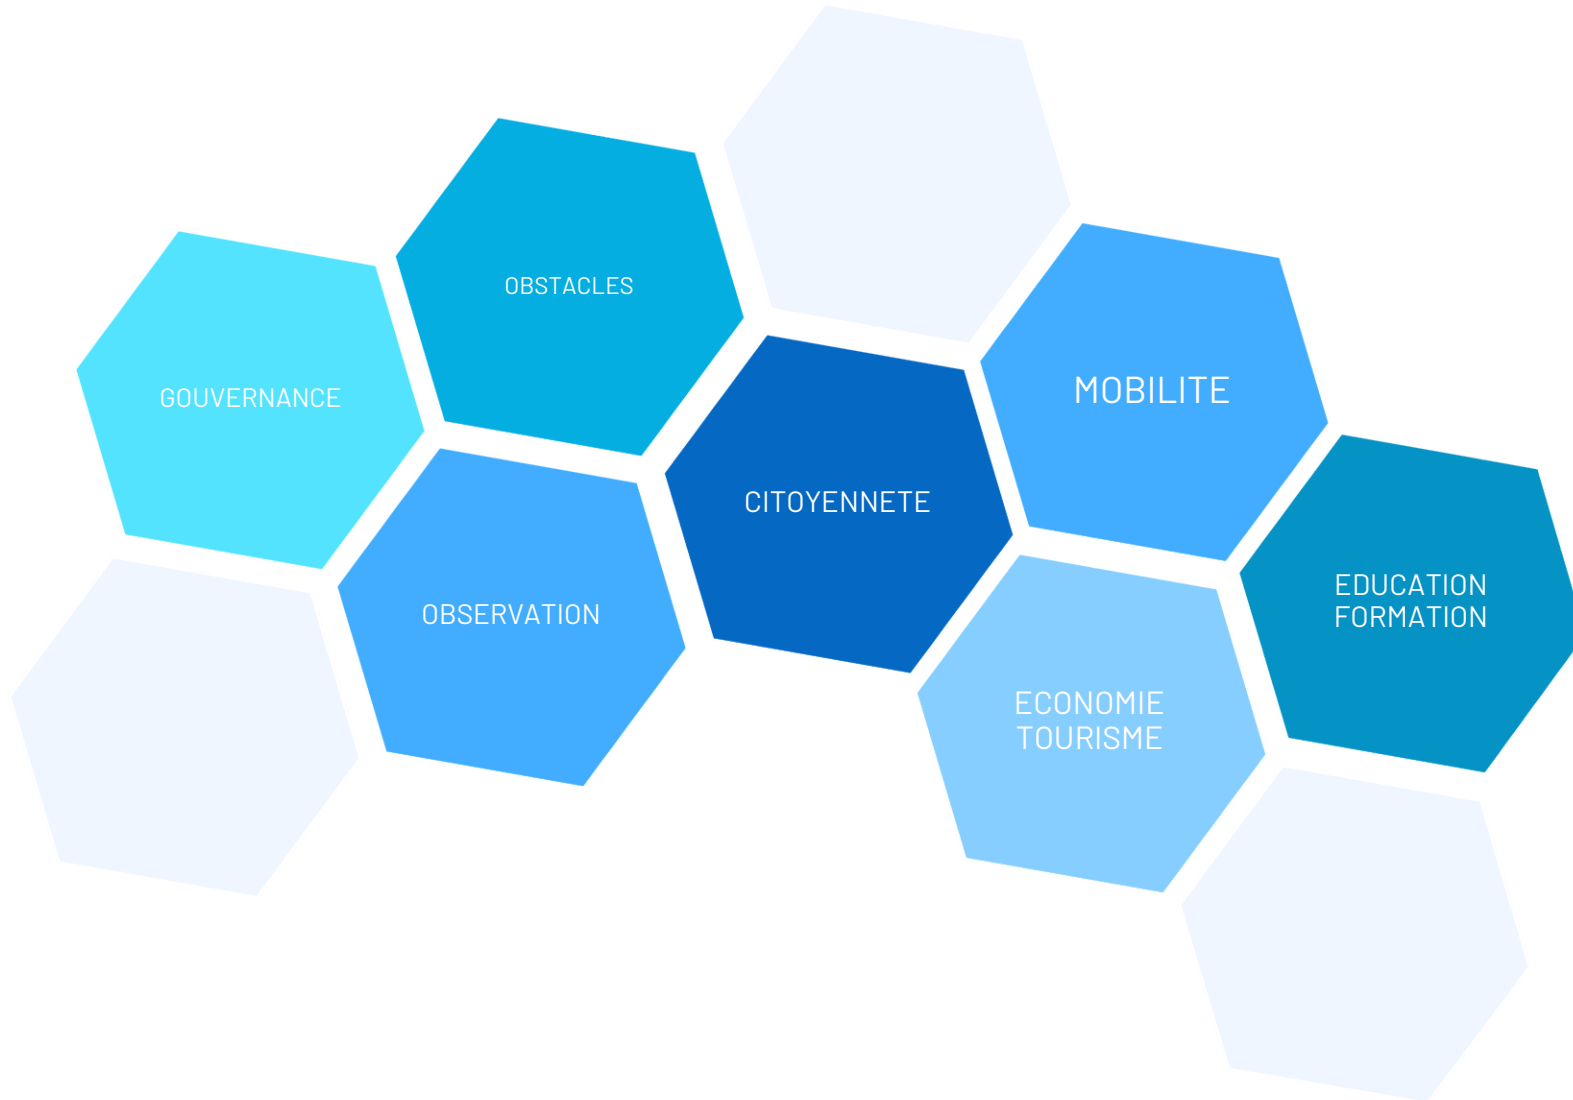 OBSTACLES
GOUVERNANCE
MOBILITE
CITOYENNETE
OBSERVATION
EDUCATION
FORMATION
ECONOMIE
TOURISME